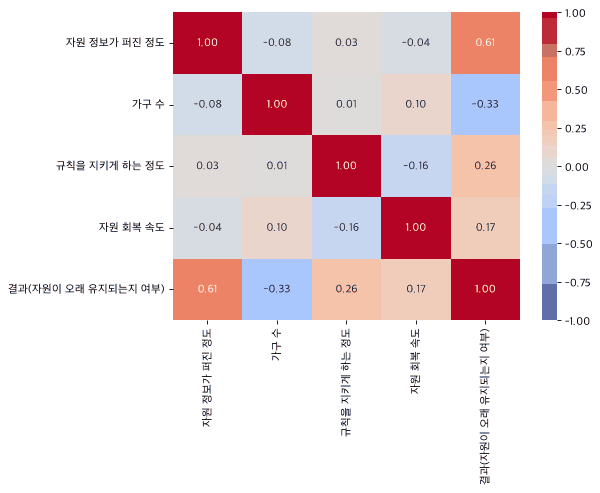 자원 정보가 퍼진 정도 1.00 -0.08 0.03 -0.04 0.61
가구 수 -0.08 1.00 0.01 0.10 -0.33
규칙을 지키게 하는 정도 0.03 0.01 1.00 -0.16 0.26
자원 회복 속도 -0.04 0.10 -0.16 1.00 0.17
결과(자원이 오래 유지되는지 여부) 0.61 -0.33 0.26 0.17 1.00
자원 정보가 퍼진 정도
가구 수
규칙을 지키게 하는 정도
자원 회복 속도
결과(자원이 오래 유지되는지 여부)
1.00
0.75
0.50
0.25
0.00
-0.25
-0.50
-0.75
-1.00